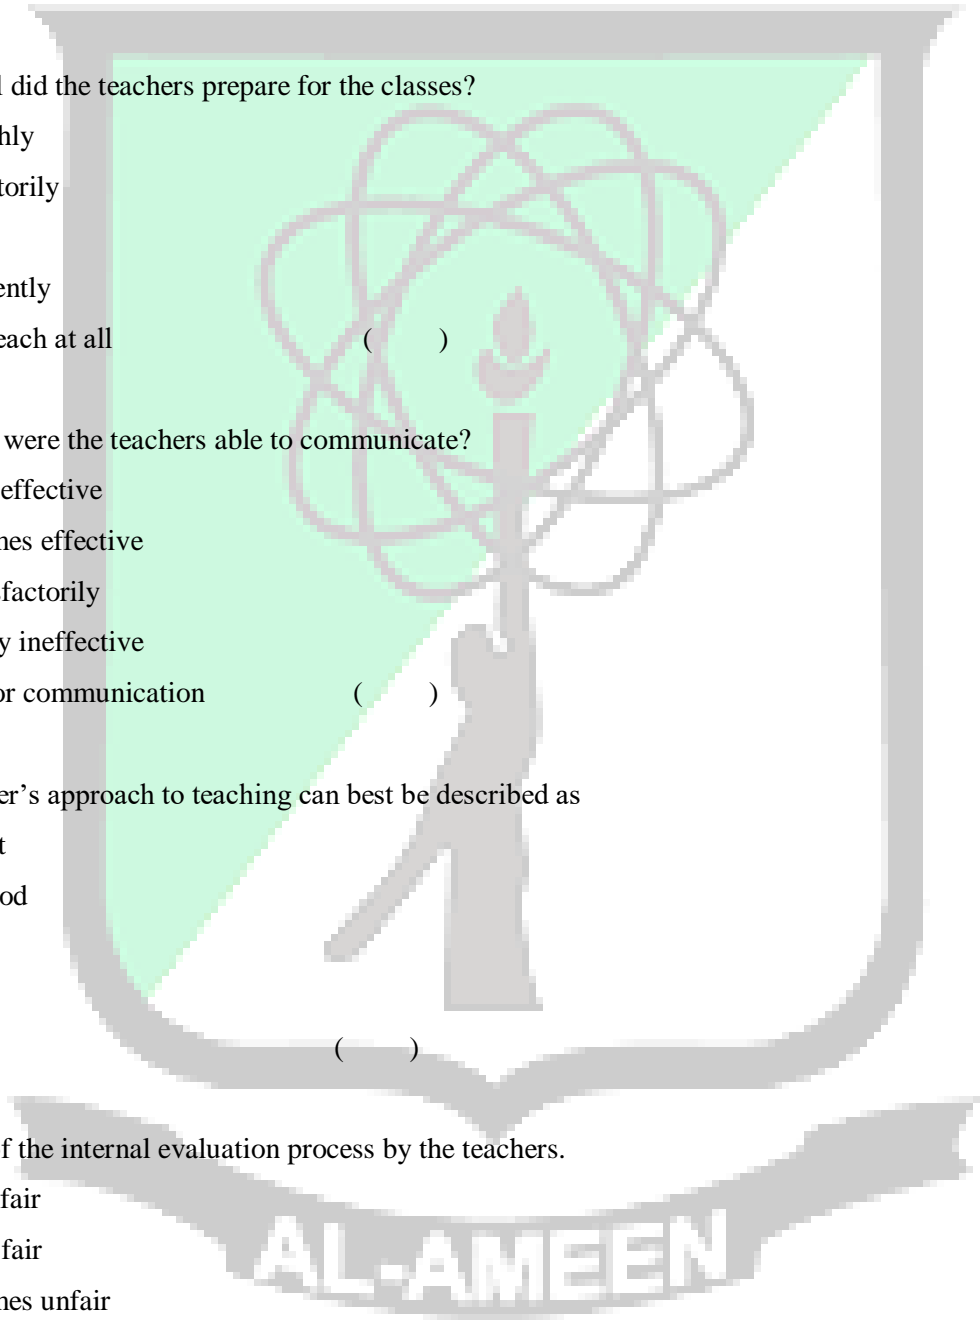 did the teachers prepare for the classes?
hly
torily
ently
each at all ( )
were the teachers able to communicate?
effective
nes effective
factorily
y ineffective
or communication ( )
er’s approach to teaching can best be described as
t
od
( )
f the internal evaluation process by the teachers.
fair
fair
nes unfair
AL-AMEEN